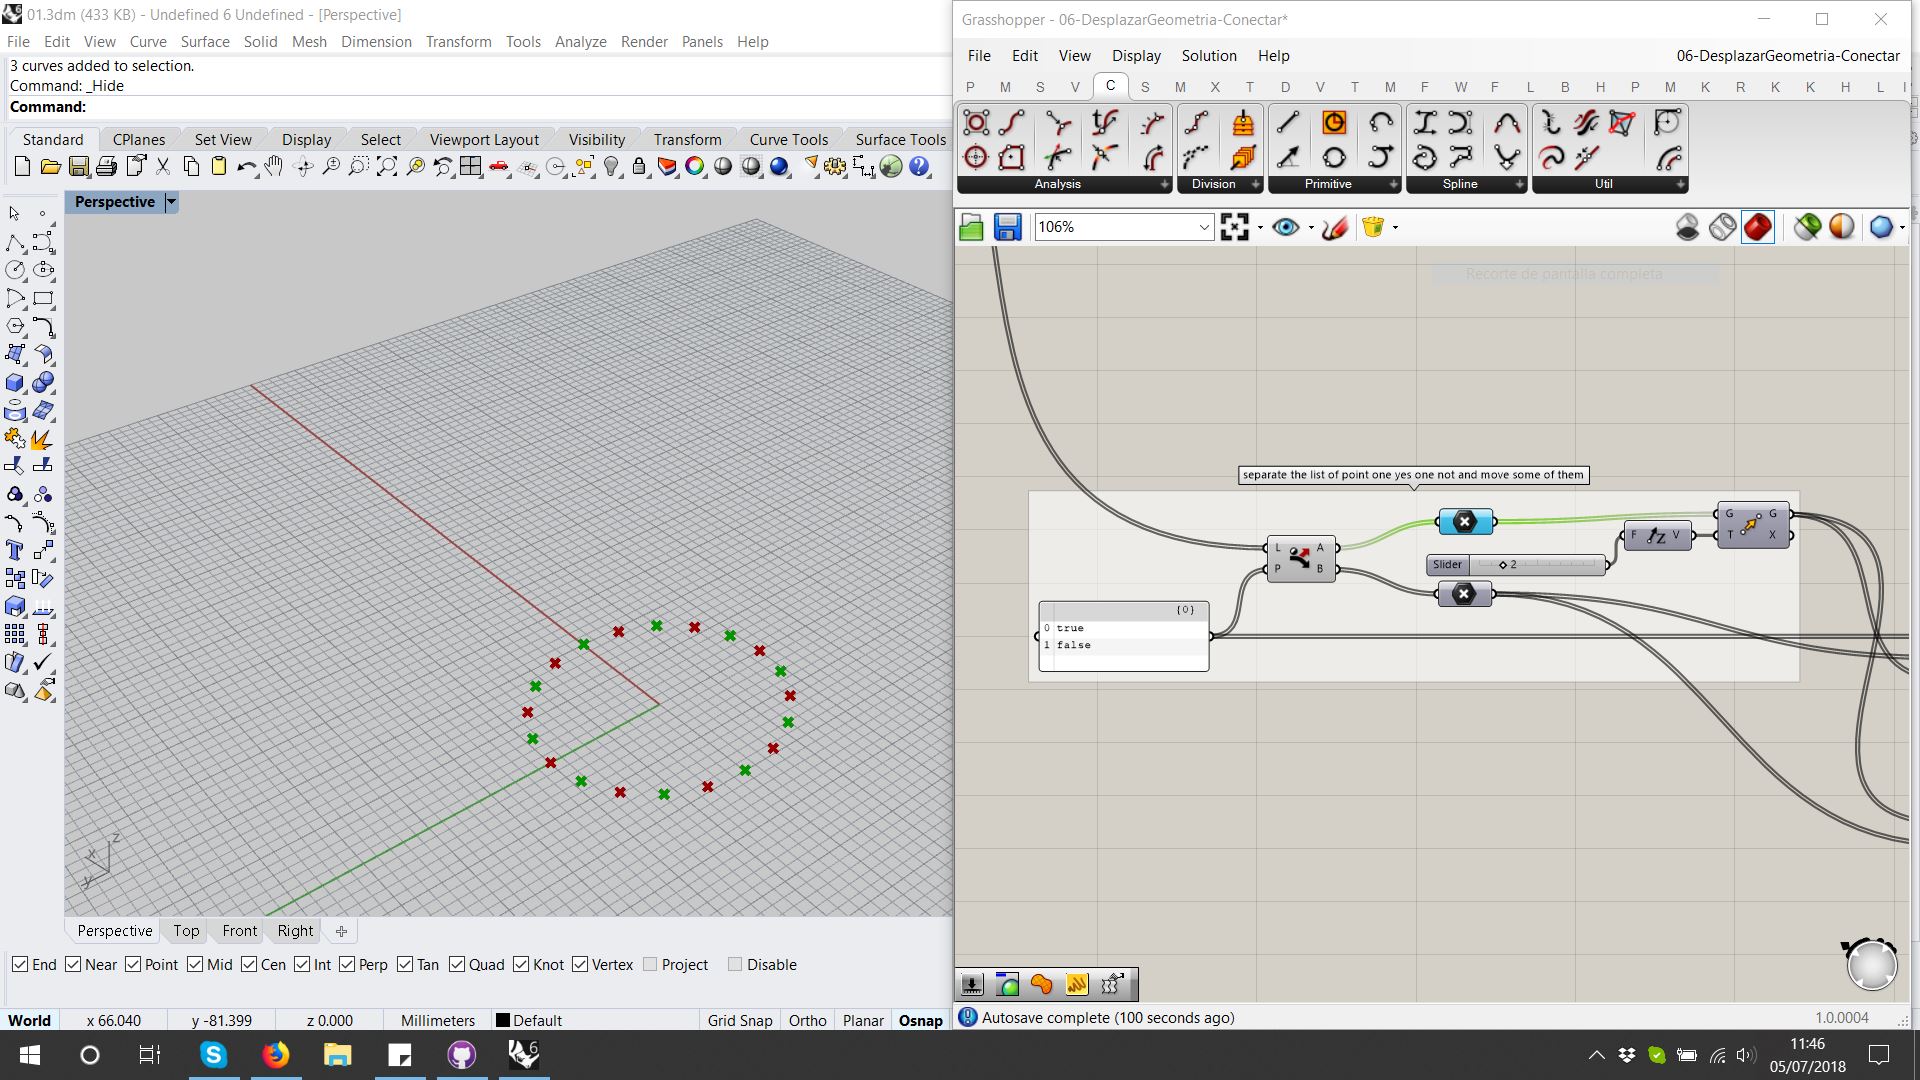 01.3dm (433 KB) - Undefined 6 Undefined - [Perspective]
File Edit View Curve Surface Solid Mesh Dimension Transform Tools Analyze Render Panels Help
3 curves added to selection.
Command: _Hide
Command:
Standard CPlanes Set View Display Select Viewport Layout Visibility Transform Curve Tools Surface Tools
Perspective
z
x
y
Perspective Top Front Right
End Near Point Mid Cen Int Perp Tan Quad Knot Vertex Project Disable
World x 66.040 y -81.399 z 0.000 Millimeters Default Grid Snap Ortho Planar Osnap
Grasshopper - 06-DesplazarGeometria-Conectar*
File Edit View Display Solution Help 06-DesplazarGeometria-Conectar
P M S V C S M X T D V T M F W F L B H P M K R K K H L I
Analysis Division Primitive Spline Util
106%
Recorte de pantalla completa
separate the list of point one yes one not and move some of them
L A
P B
Slider 2
F Z V
G G
T X
{0}
0 true
1 false
Autosave complete (100 seconds ago) 1.0.0004
6
11:46
05/07/2018